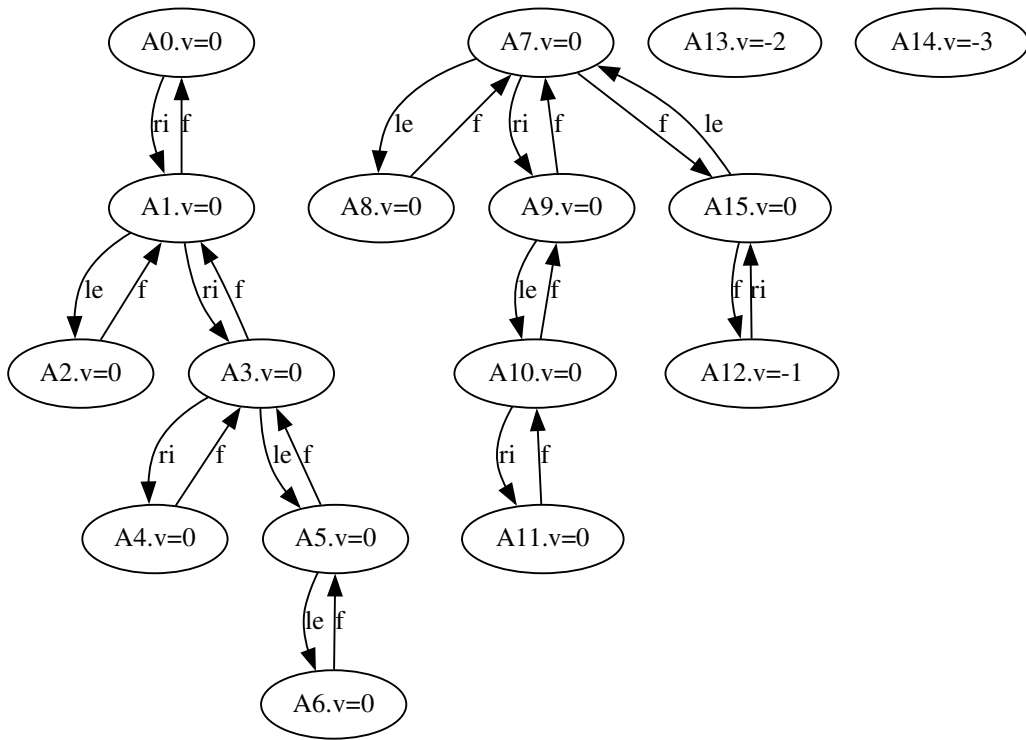 A0.v=0 A7.v=0 A13.v=-2 A14.v=-3
ri f le f ri f f le
A1.v=0 A8.v=0 A9.v=0 A15.v=0
le f ri f le f f ri
A2.v=0 A3.v=0 A10.v=0 A12.v=-1
ri f le f ri f
A4.v=0 A5.v=0 A11.v=0
le f
A6.v=0